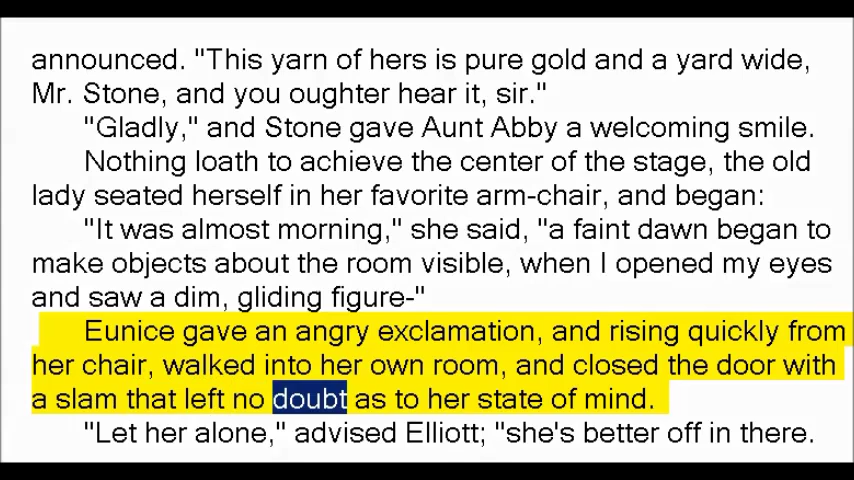 announced. "This yarn of hers is pure gold and a yard wide,
Mr. Stone, and you oughter hear it, sir."
"Gladly," and Stone gave Aunt Abby a welcoming smile.
Nothing loath to achieve the center of the stage, the old
lady seated herself in her favorite arm-chair, and began:
"It was almost morning," she said, "a faint dawn began to
make objects about the room visible, when I opened my eyes
and saw a dim, gliding figure-"
Eunice gave an angry exclamation, and rising quickly from
her chair, walked into her own room, and closed the door with
a slam that left no doubt as to her state of mind.
"Let her alone," advised Elliott; "she's better off in there.